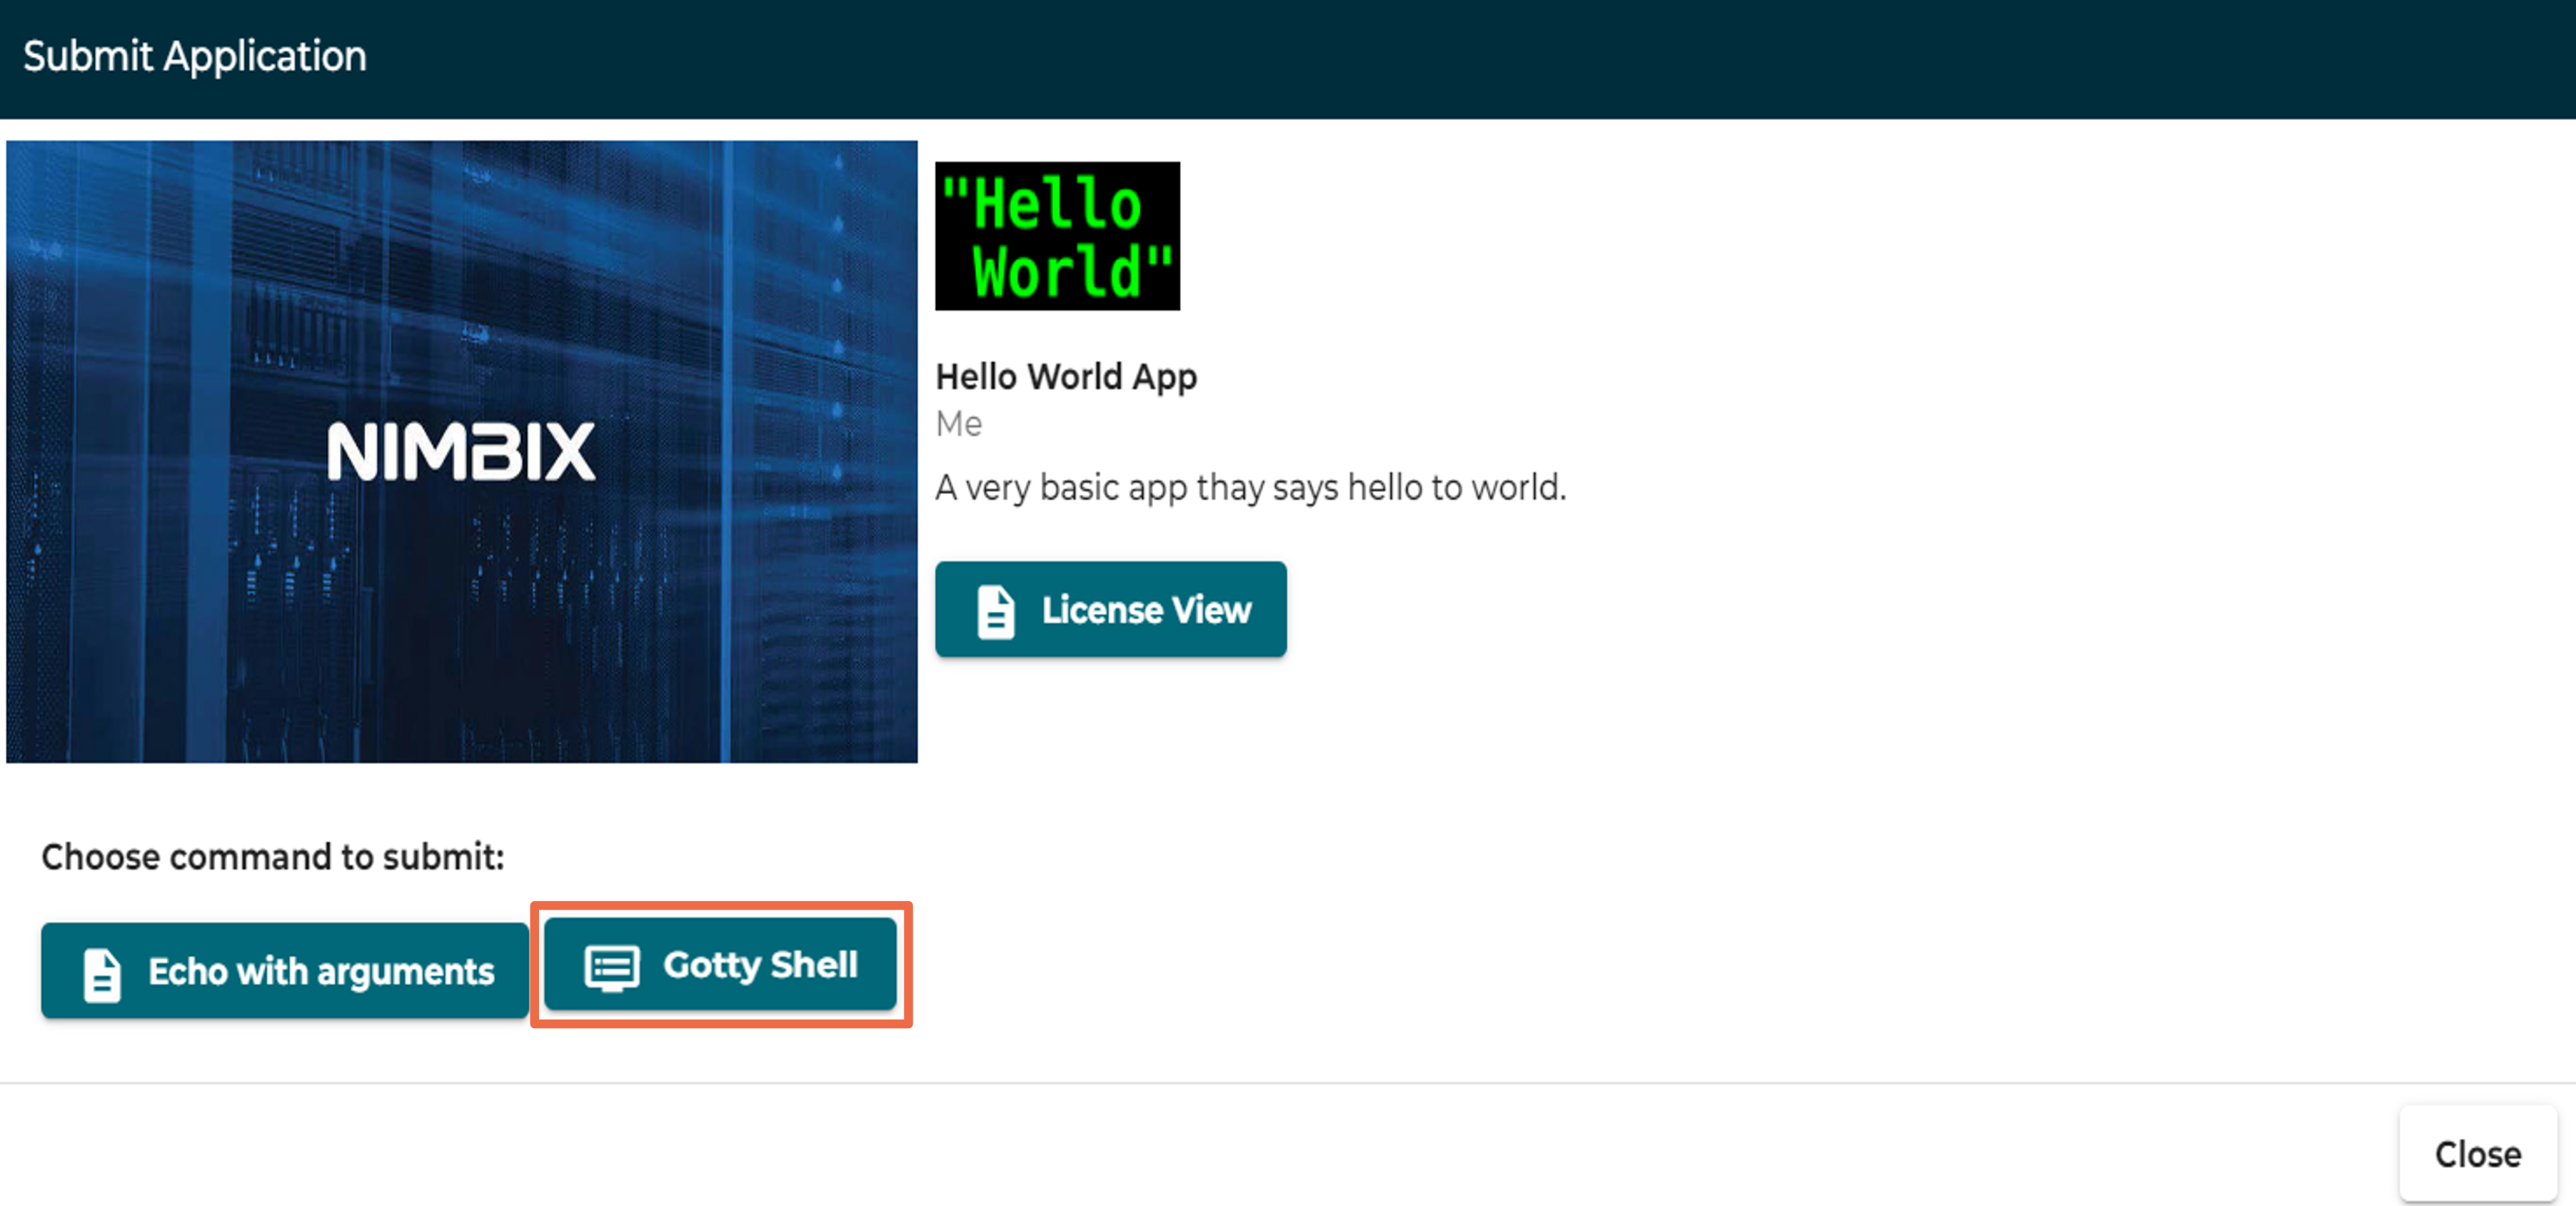 Submit Application
NIMBIX
"Hello
World"
Hello World App
Me
A very basic app thay says hello to world.
License View
Choose command to submit:
Echo with arguments
Gotty Shell
Close